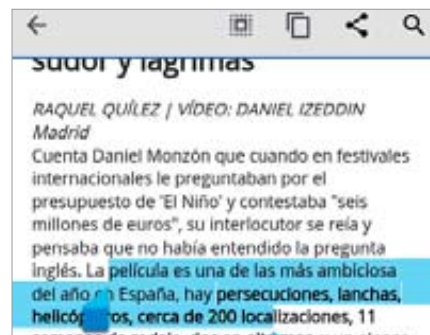 sudor y lágrimas
RAQUEL QUÍLEZ / VÍDEO: DANIEL IZEDDIN
Madrid
Cuenta Daniel Monzón que cuando en festivales
internacionales le preguntaban por el
presupuesto de 'El Niño' y contestaba "seis
millones de euros", su interlocutor se reía y
pensaba que no había entendido la pregunta
inglés. La película es una de las más ambiciosa
del año en España, hay persecuciones, lanchas,
cerca de 200 localizaciones, 11